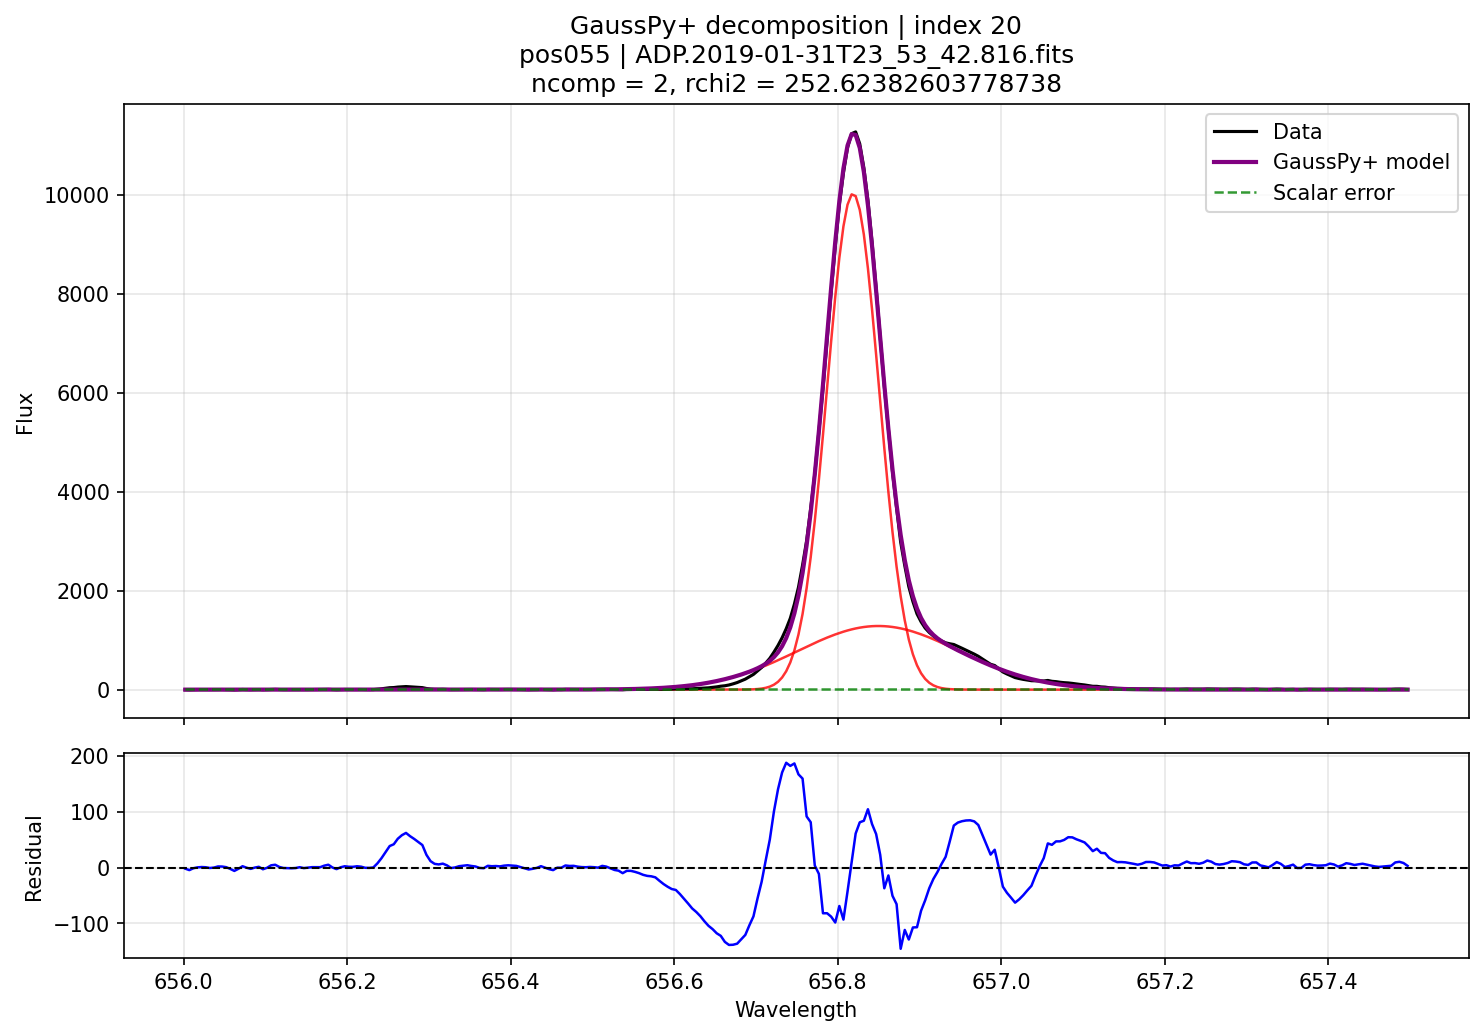 GaussPy+ decomposition | index 20
pos055 | ADP.2019-01-31T23_53_42.816.fits
ncomp = 2, rchi2 = 252.62382603778738
Data
GaussPy+ model
Scalar error
Flux
10000
8000
6000
4000
2000
0
Residual
200
100
0
−100
656.0 656.2 656.4 656.6 656.8 657.0 657.2 657.4
Wavelength